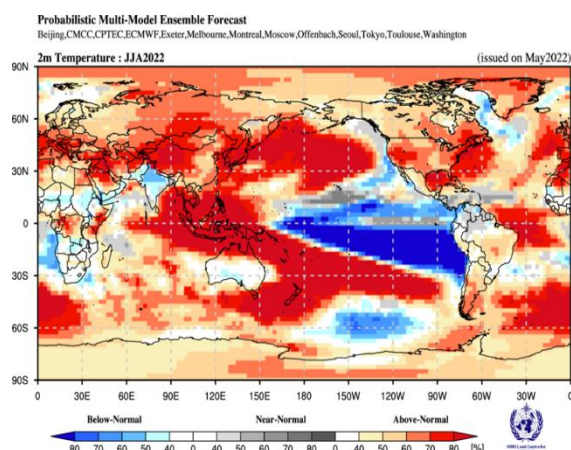 Probabilistic Multi-Model Ensemble Forecast
Beijing,CMCC,CPTEC,ECMWF,Exeter,Melbourne,Montreal,Moscow,Offenbach,Seoul,Tokyo,Toulouse,Washington
2m Temperature : JJA2022 (issued on May2022)
90N
60N
30N
0
30S
60S
90S
0 30E 60E 90E 120E 150E 180 150W 120W 90W 60W 30W 0
Below-Normal Near-Normal Above-Normal
80 70 60 50 40 0 40 50 60 70 80 0 40 50 60 70 80 [%]